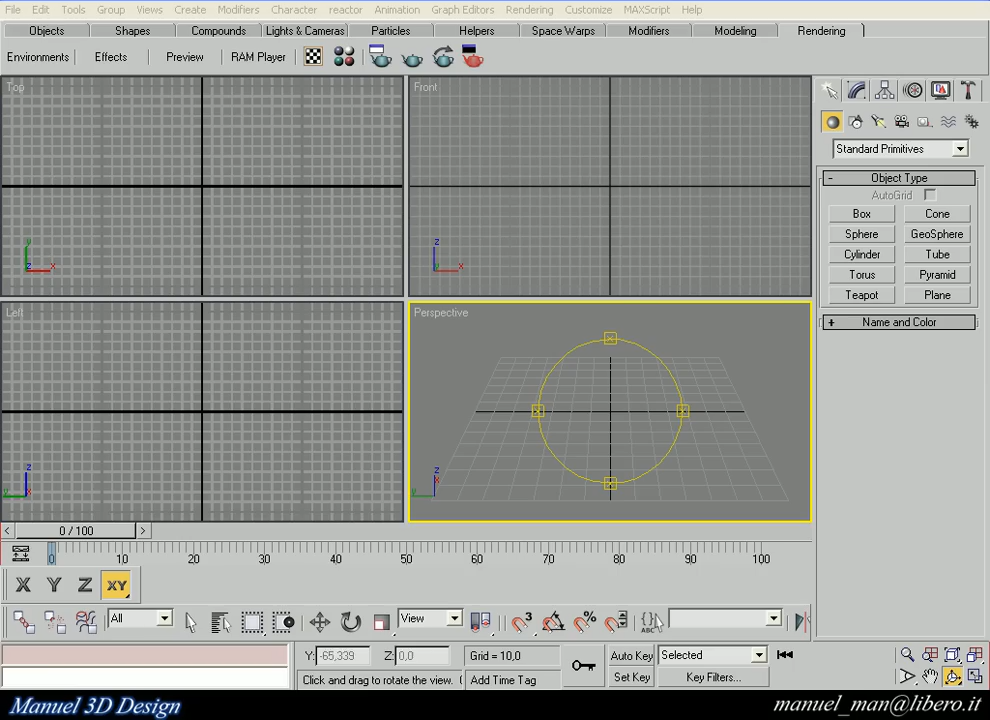 File Edit Tools Group Views Create Modifiers Character reactor Animation Graph Editors Rendering Customize MAXScript Help
Objects Shapes Compounds Lights & Cameras Particles Helpers Space Warps Modifiers Modeling Rendering
Environments Effects Preview RAM Player
Top
Front
Standard Primitives
- Object Type
AutoGrid
Box Cone
Sphere GeoSphere
Cylinder Tube
Torus Pyramid
Teapot Plane
+ Name and Color
y
z x
z
y x
Left
Perspective
z
y x
z
y x
< 0 / 100 >
0 10 20 30 40 50 60 70 80 90 100
X Y Z XY
All View 3 % {} ABC
Y: -65,339 Z: 0,0 Grid = 10,0 Auto Key Selected
Click and drag to rotate the view. ( Add Time Tag Set Key Key Filters...
Manuel 3D Design manuel_man@libero.it